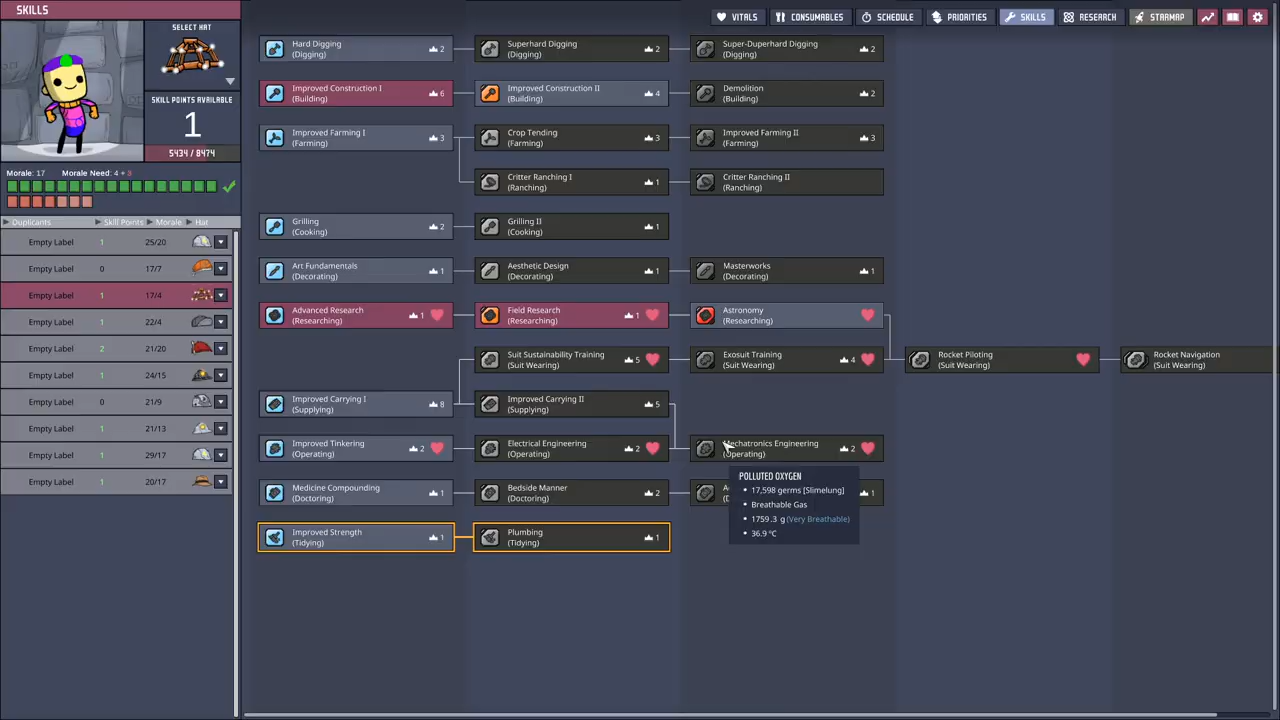 SKILLS
VITALS
CONSUMABLES
SCHEDULE
PRIORITIES
SKILLS
RESEARCH
STARMAP
SELECT HAT
SKILL POINTS AVAILABLE
1
5434 / 8474
Morale: 17 Morale Need: 4 + 3
Duplicants Skill Points Morale Hat
Empty Label 1 25/20
Empty Label 0 17/7
Empty Label 1 17/4
Empty Label 1 22/4
Empty Label 2 21/20
Empty Label 1 24/15
Empty Label 0 21/9
Empty Label 1 21/13
Empty Label 1 29/17
Empty Label 1 20/17
Hard Digging
(Digging)
2
Superhard Digging
(Digging)
2
Super-Duperhard Digging
(Digging)
2
Improved Construction I
(Building)
6
Improved Construction II
(Building)
4
Demolition
(Building)
2
Improved Farming I
(Farming)
3
Crop Tending
(Farming)
3
Improved Farming II
(Farming)
3
Critter Ranching I
(Ranching)
1
Critter Ranching II
(Ranching)
Grilling
(Cooking)
2
Grilling II
(Cooking)
1
Art Fundamentals
(Decorating)
1
Aesthetic Design
(Decorating)
1
Masterworks
(Decorating)
1
Advanced Research
(Researching)
1
Field Research
(Researching)
1
Astronomy
(Researching)
Suit Sustainability Training
(Suit Wearing)
5
Exosuit Training
(Suit Wearing)
4
Rocket Piloting
(Suit Wearing)
Rocket Navigation
(Suit Wearing)
Improved Carrying I
(Supplying)
8
Improved Carrying II
(Supplying)
5
Improved Tinkering
(Operating)
2
Electrical Engineering
(Operating)
2
Mechatronics Engineering
(Operating)
2
Medicine Compounding
(Doctoring)
1
Bedside Manner
(Doctoring)
2
1
Improved Strength
(Tidying)
1
Plumbing
(Tidying)
1
POLLUTED OXYGEN
• 17,598 germs [Slimelung]
• Breathable Gas
• 1759.3 g (Very Breathable)
• 36.9 ºC